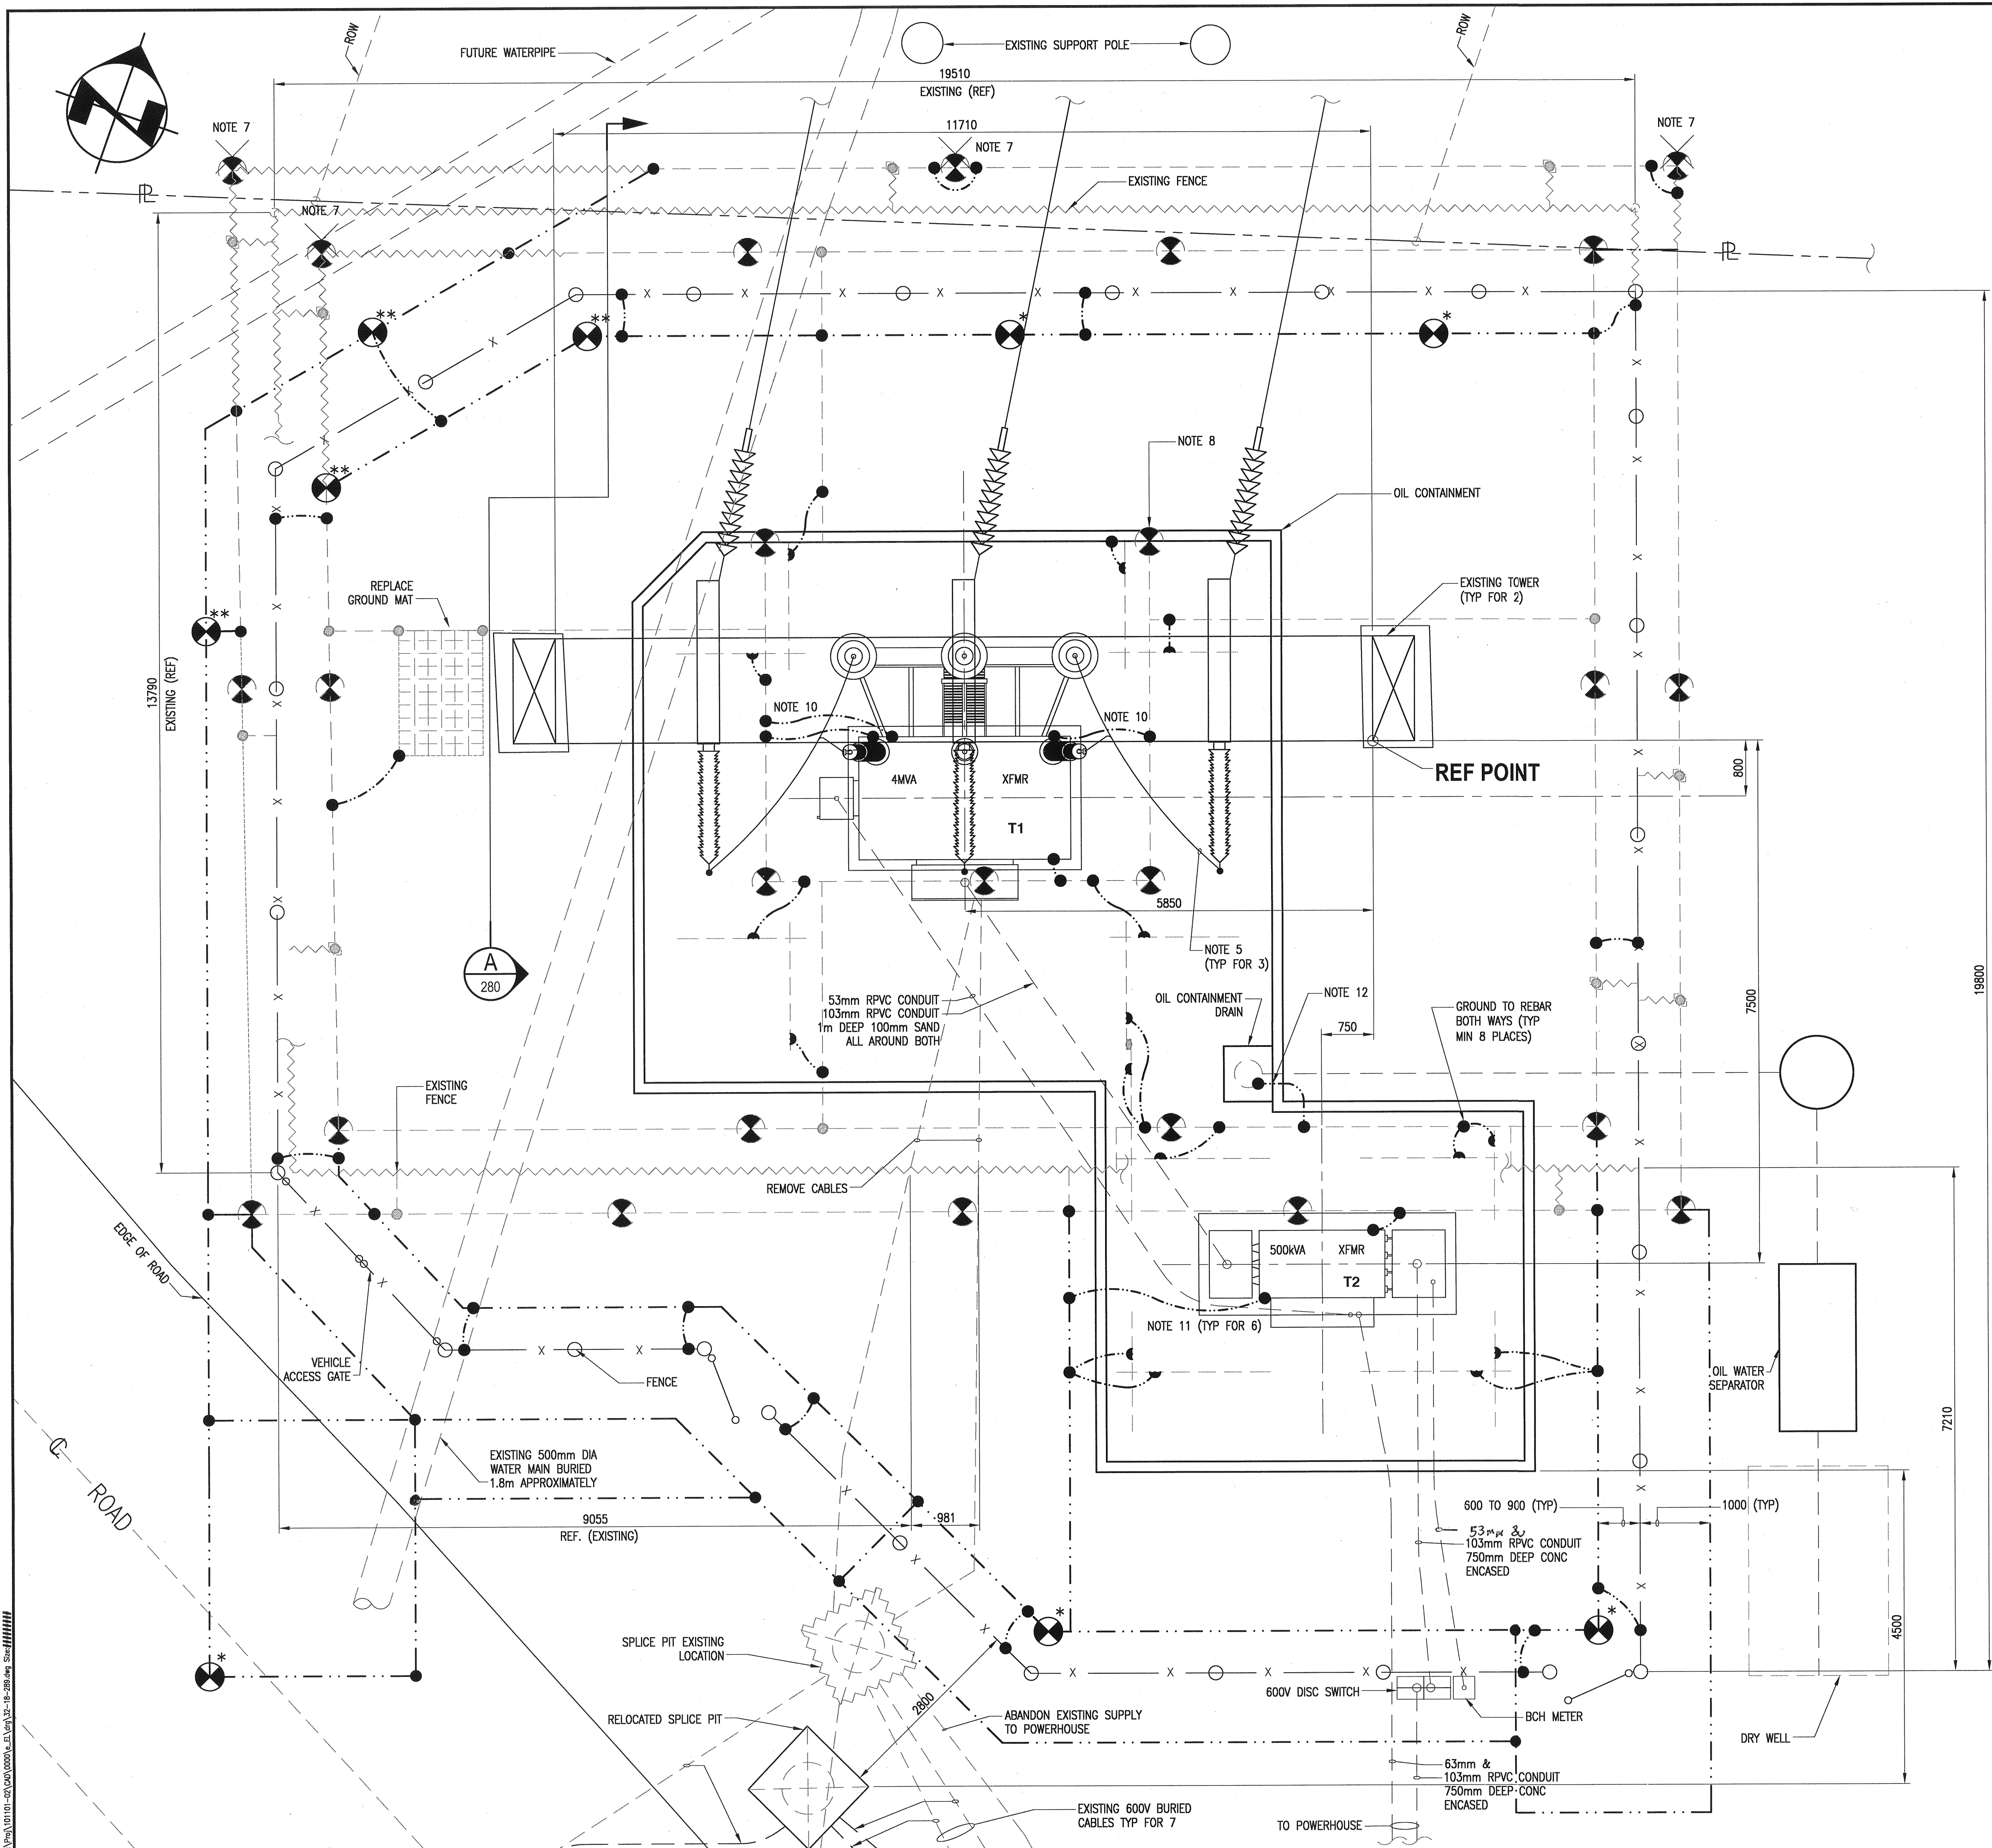 ROW
FUTURE WATERPIPE
EXISTING SUPPORT POLE
ROW
19510
EXISTING (REF)
11710
NOTE 7
NOTE 7
NOTE 7
NOTE 7
EXISTING FENCE
PL
PL
**
**
*
*
**
**
13790
EXISTING (REF)
NOTE 8
OIL CONTAINMENT
REPLACE
GROUND MAT
EXISTING TOWER
(TYP FOR 2)
NOTE 10
NOTE 10
4MVA XFMR
T1
REF POINT
800
5850
NOTE 5
(TYP FOR 3)
A
280
53mm RPVC CONDUIT
103mm RPVC CONDUIT
1m DEEP 100mm SAND
ALL AROUND BOTH
OIL CONTAINMENT
DRAIN
NOTE 12
750
GROUND TO REBAR
BOTH WAYS (TYP
MIN 8 PLACES)
7500
19800
EXISTING
FENCE
REMOVE CABLES
EDGE OF ROAD
500kVA XFMR
T2
NOTE 11 (TYP FOR 6)
VEHICLE
ACCESS GATE
FENCE
OIL WATER
SEPARATOR
7210
EXISTING 500mm DIA
WATER MAIN BURIED
1.8m APPROXIMATELY
CL ROAD
9055
REF. (EXISTING)
981
600 TO 900 (TYP)
1000 (TYP)
53mm &
103mm RPVC CONDUIT
750mm DEEP CONC
ENCASED
4500
*
*
*
SPLICE PIT EXISTING
LOCATION
2800
600V DISC SWITCH
BCH METER
RELOCATED SPLICE PIT
ABANDON EXISTING SUPPLY
TO POWERHOUSE
DRY WELL
63mm &
103mm RPVC CONDUIT
750mm DEEP CONC
ENCASED
EXISTING 600V BURIED
CABLES TYP FOR 7
TO POWERHOUSE